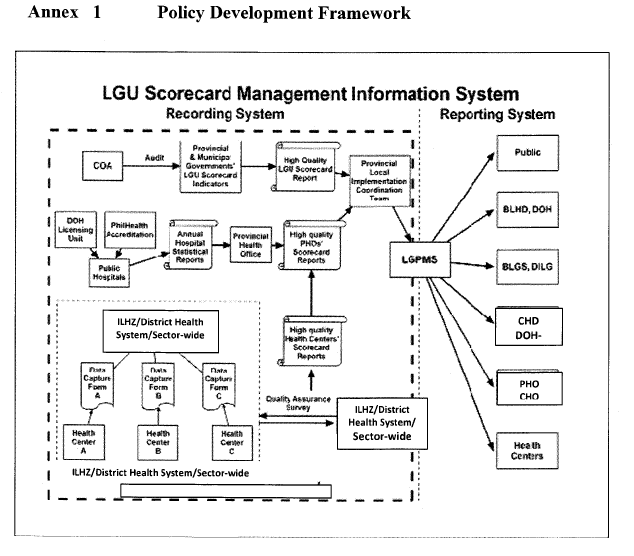 Annex 1 Policy Development Framework
LGU Scorecard Management Information System
Recording System
Reporting System
COA
Audit
Provincial
& Municipal
Governments'
LGU Scorecard
Indicators
High Quality
LGU Scorecard
Report
Provincial
Local
Implementation
Coordination
Team
DOH
Licensing
Unit
PhilHealth
Accreditation
Public
Hospitals
Annual
Hospital
Statistical
Reports
Provincial
Health
Office
High quality
PHOs'
Scorecard
Reports
LGPMS
Public
BLHD, DOH
BLGS, DILG
CHD
DOH-
PHO
CHO
Health
Centers
High quality
Health Centers'
Scorecard
Reports
ILHZ/District Health
System/Sector-wide
Data
Capture
Form
A
Data
Capture
Form
B
Data
Capture
Form
C
Health
Center
A
Health
Center
B
Health
Center
C
Quality Assurance
Survey
ILHZ/District
Health System/
Sector-wide
ILHZ/District Health System/Sector-wide